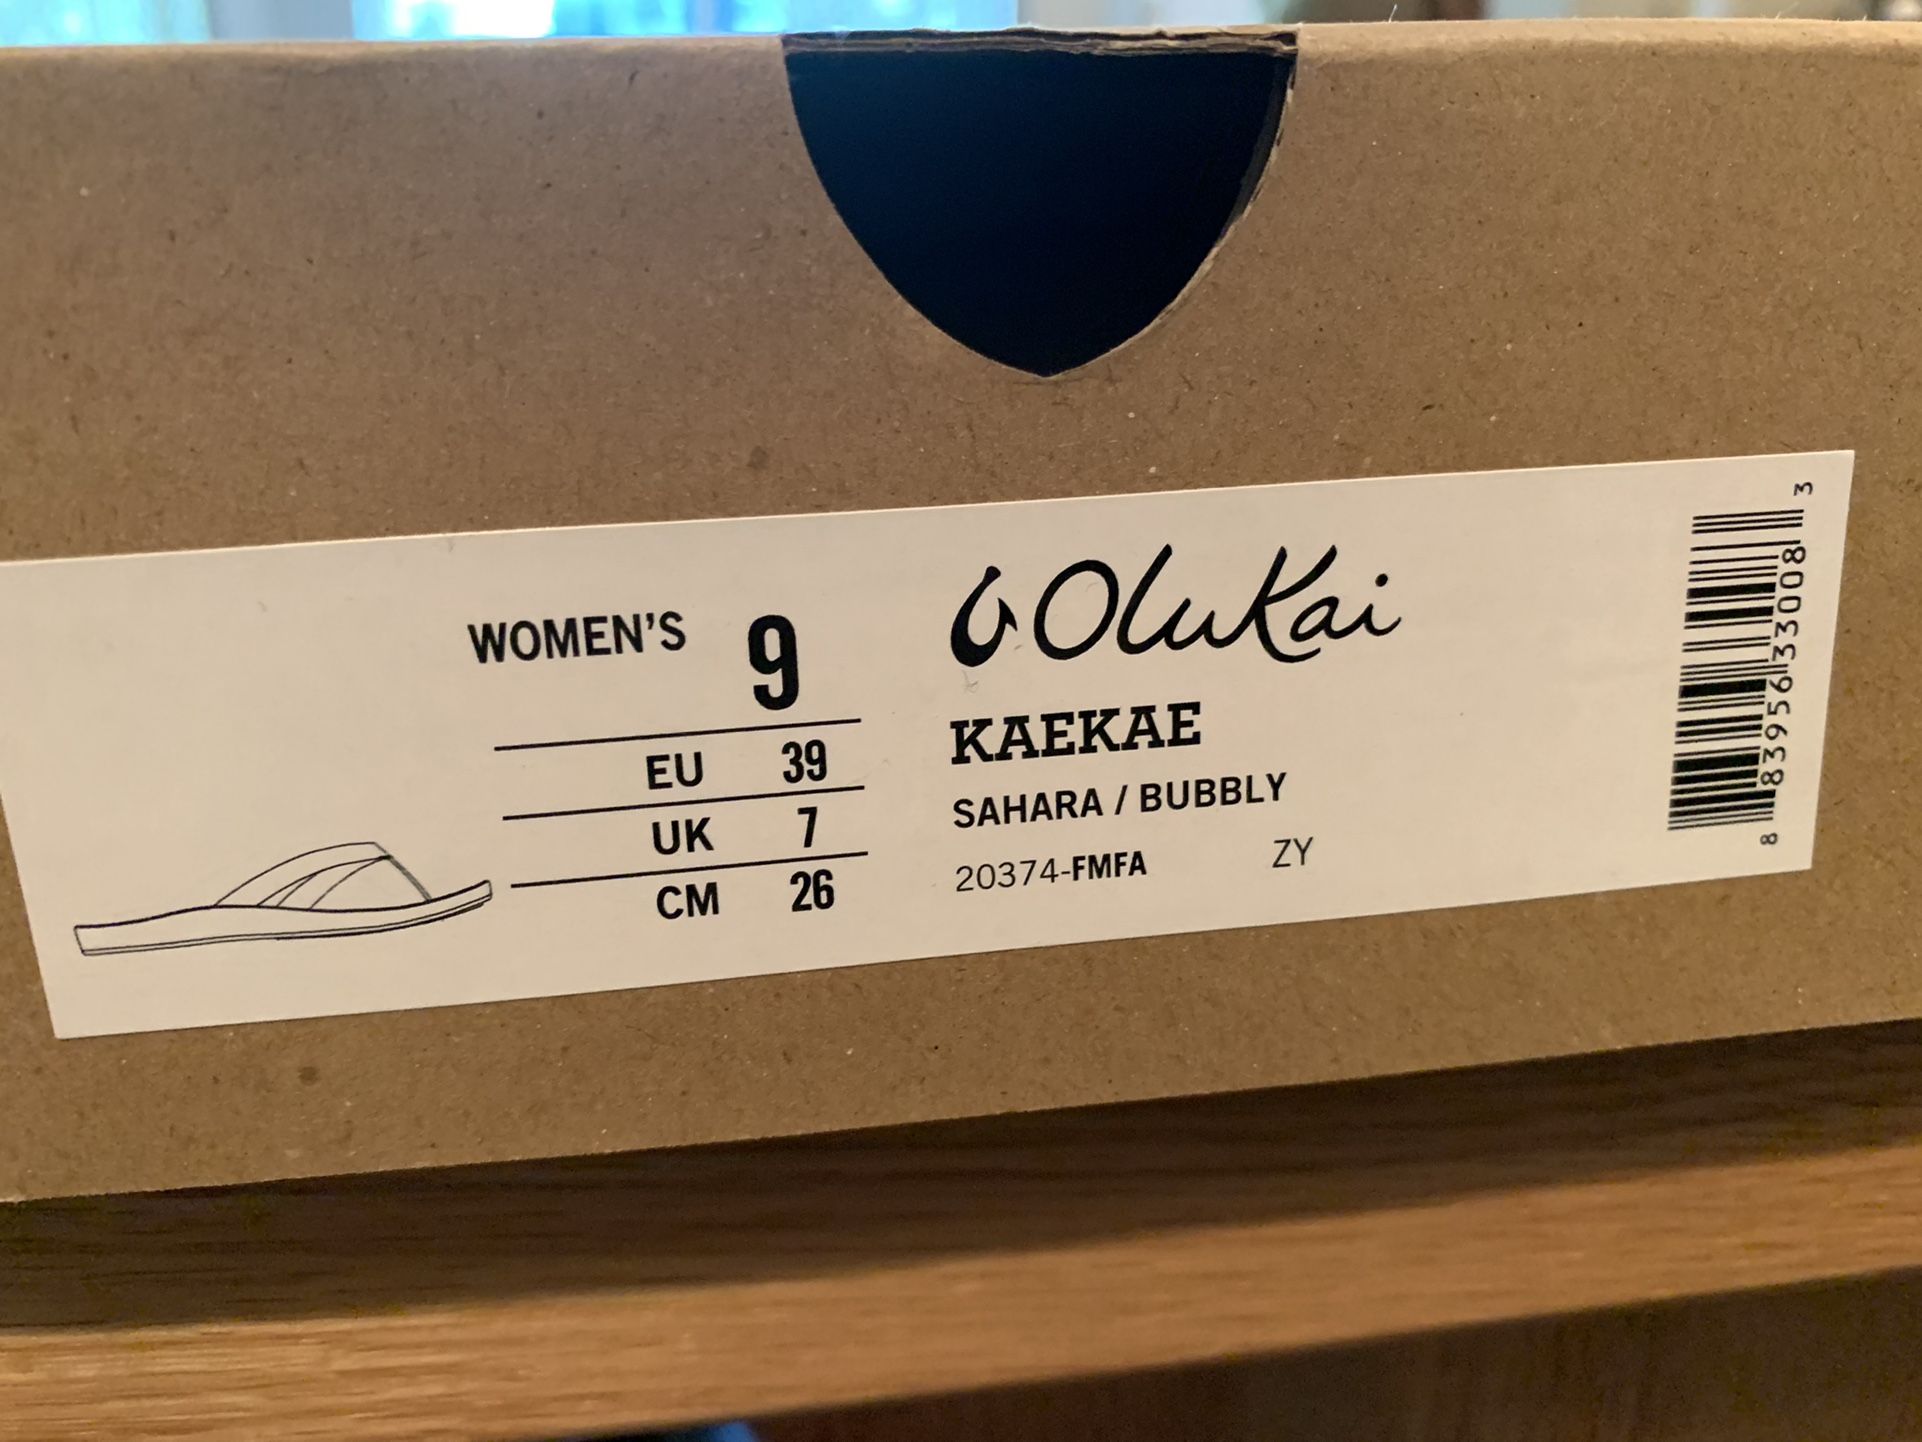 WOMEN'S 9
EU 39
UK 7
CM 26
OluKai
KAEKAE
SAHARA / BUBBLY
20374-FMFA ZY
8 83956 33008 3